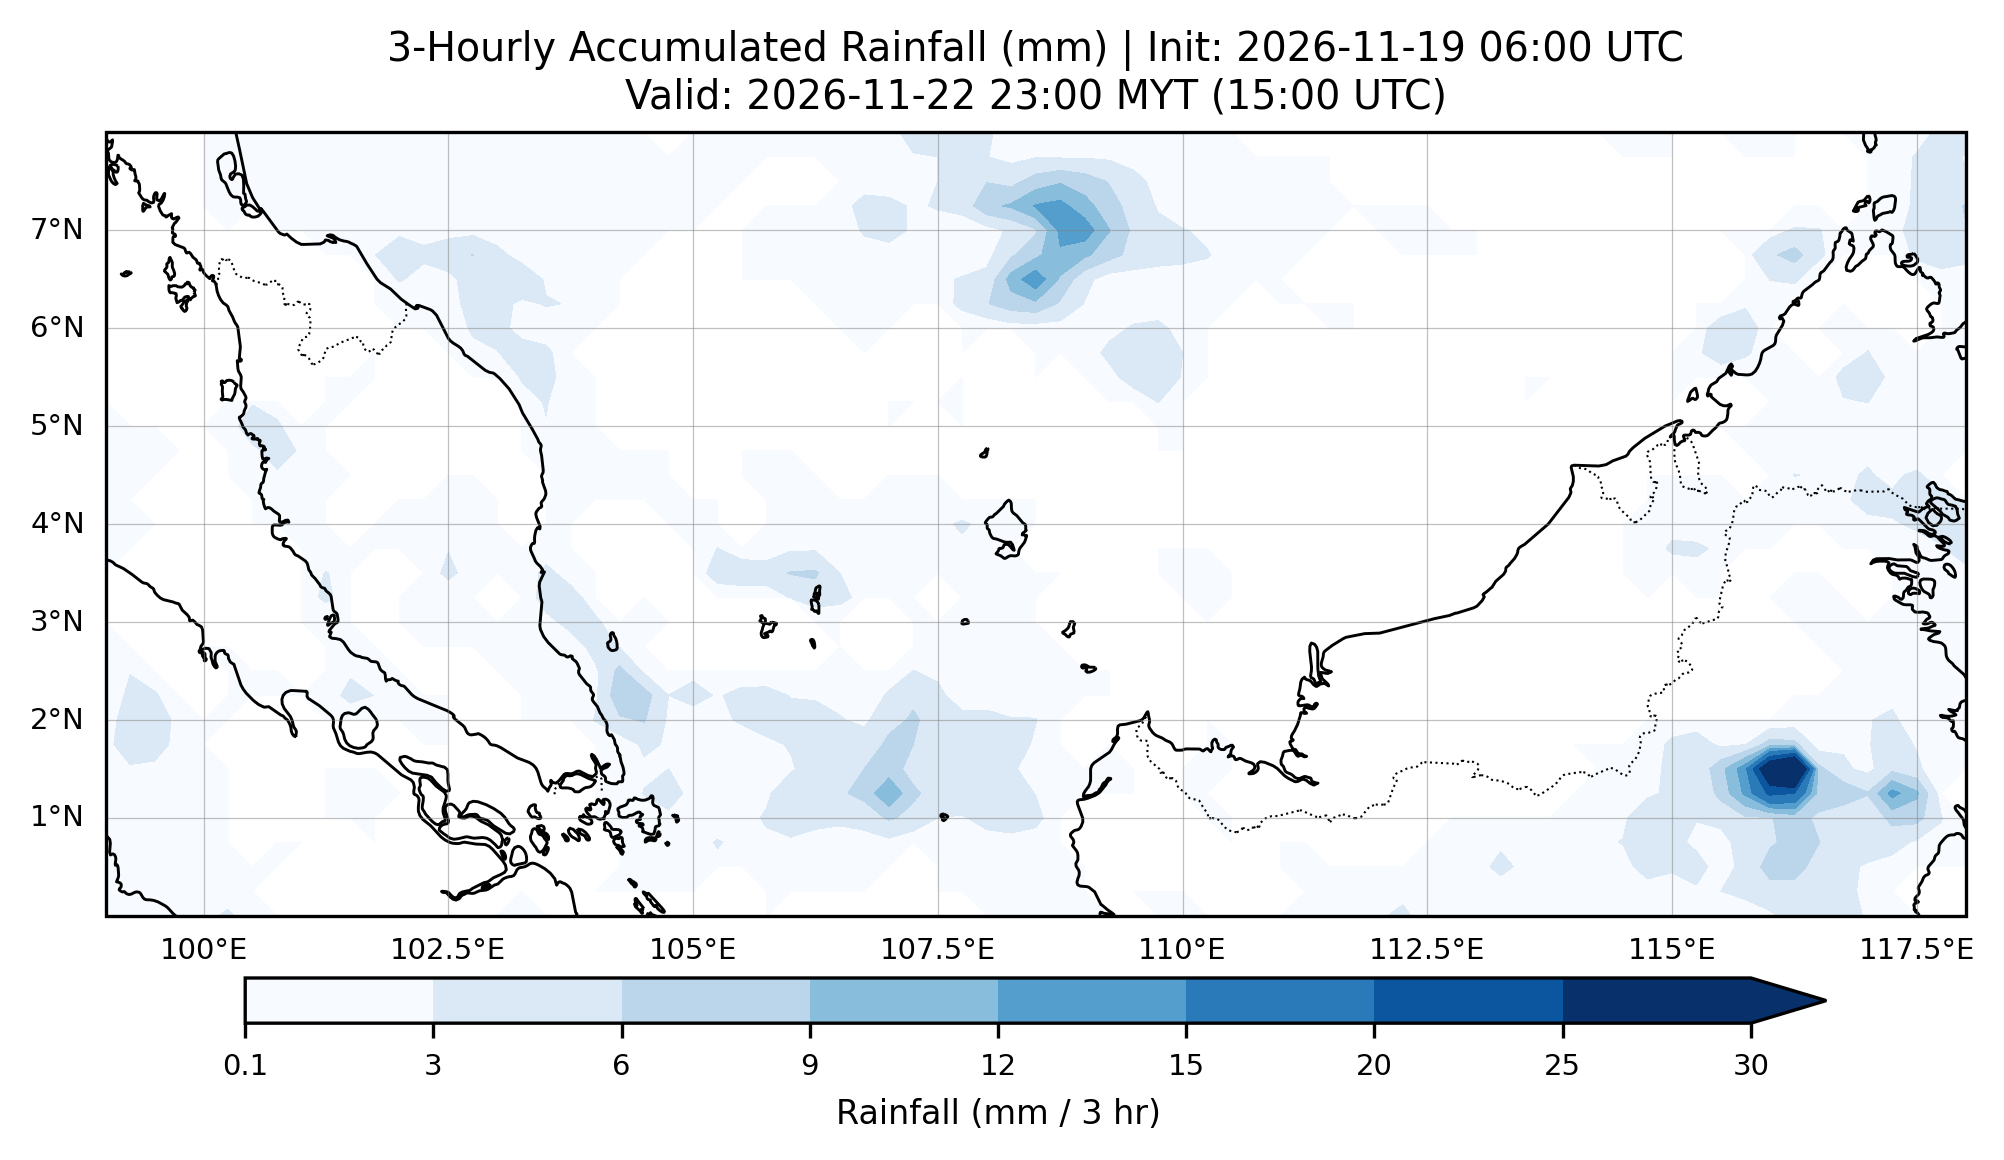 3-Hourly Accumulated Rainfall (mm) | Init: 2026-11-19 06:00 UTC
Valid: 2026-11-22 23:00 MYT (15:00 UTC)
7°N
6°N
5°N
4°N
3°N
2°N
1°N
100°E 102.5°E 105°E 107.5°E 110°E 112.5°E 115°E 117.5°E
0.1 3 6 9 12 15 20 25 30
Rainfall (mm / 3 hr)